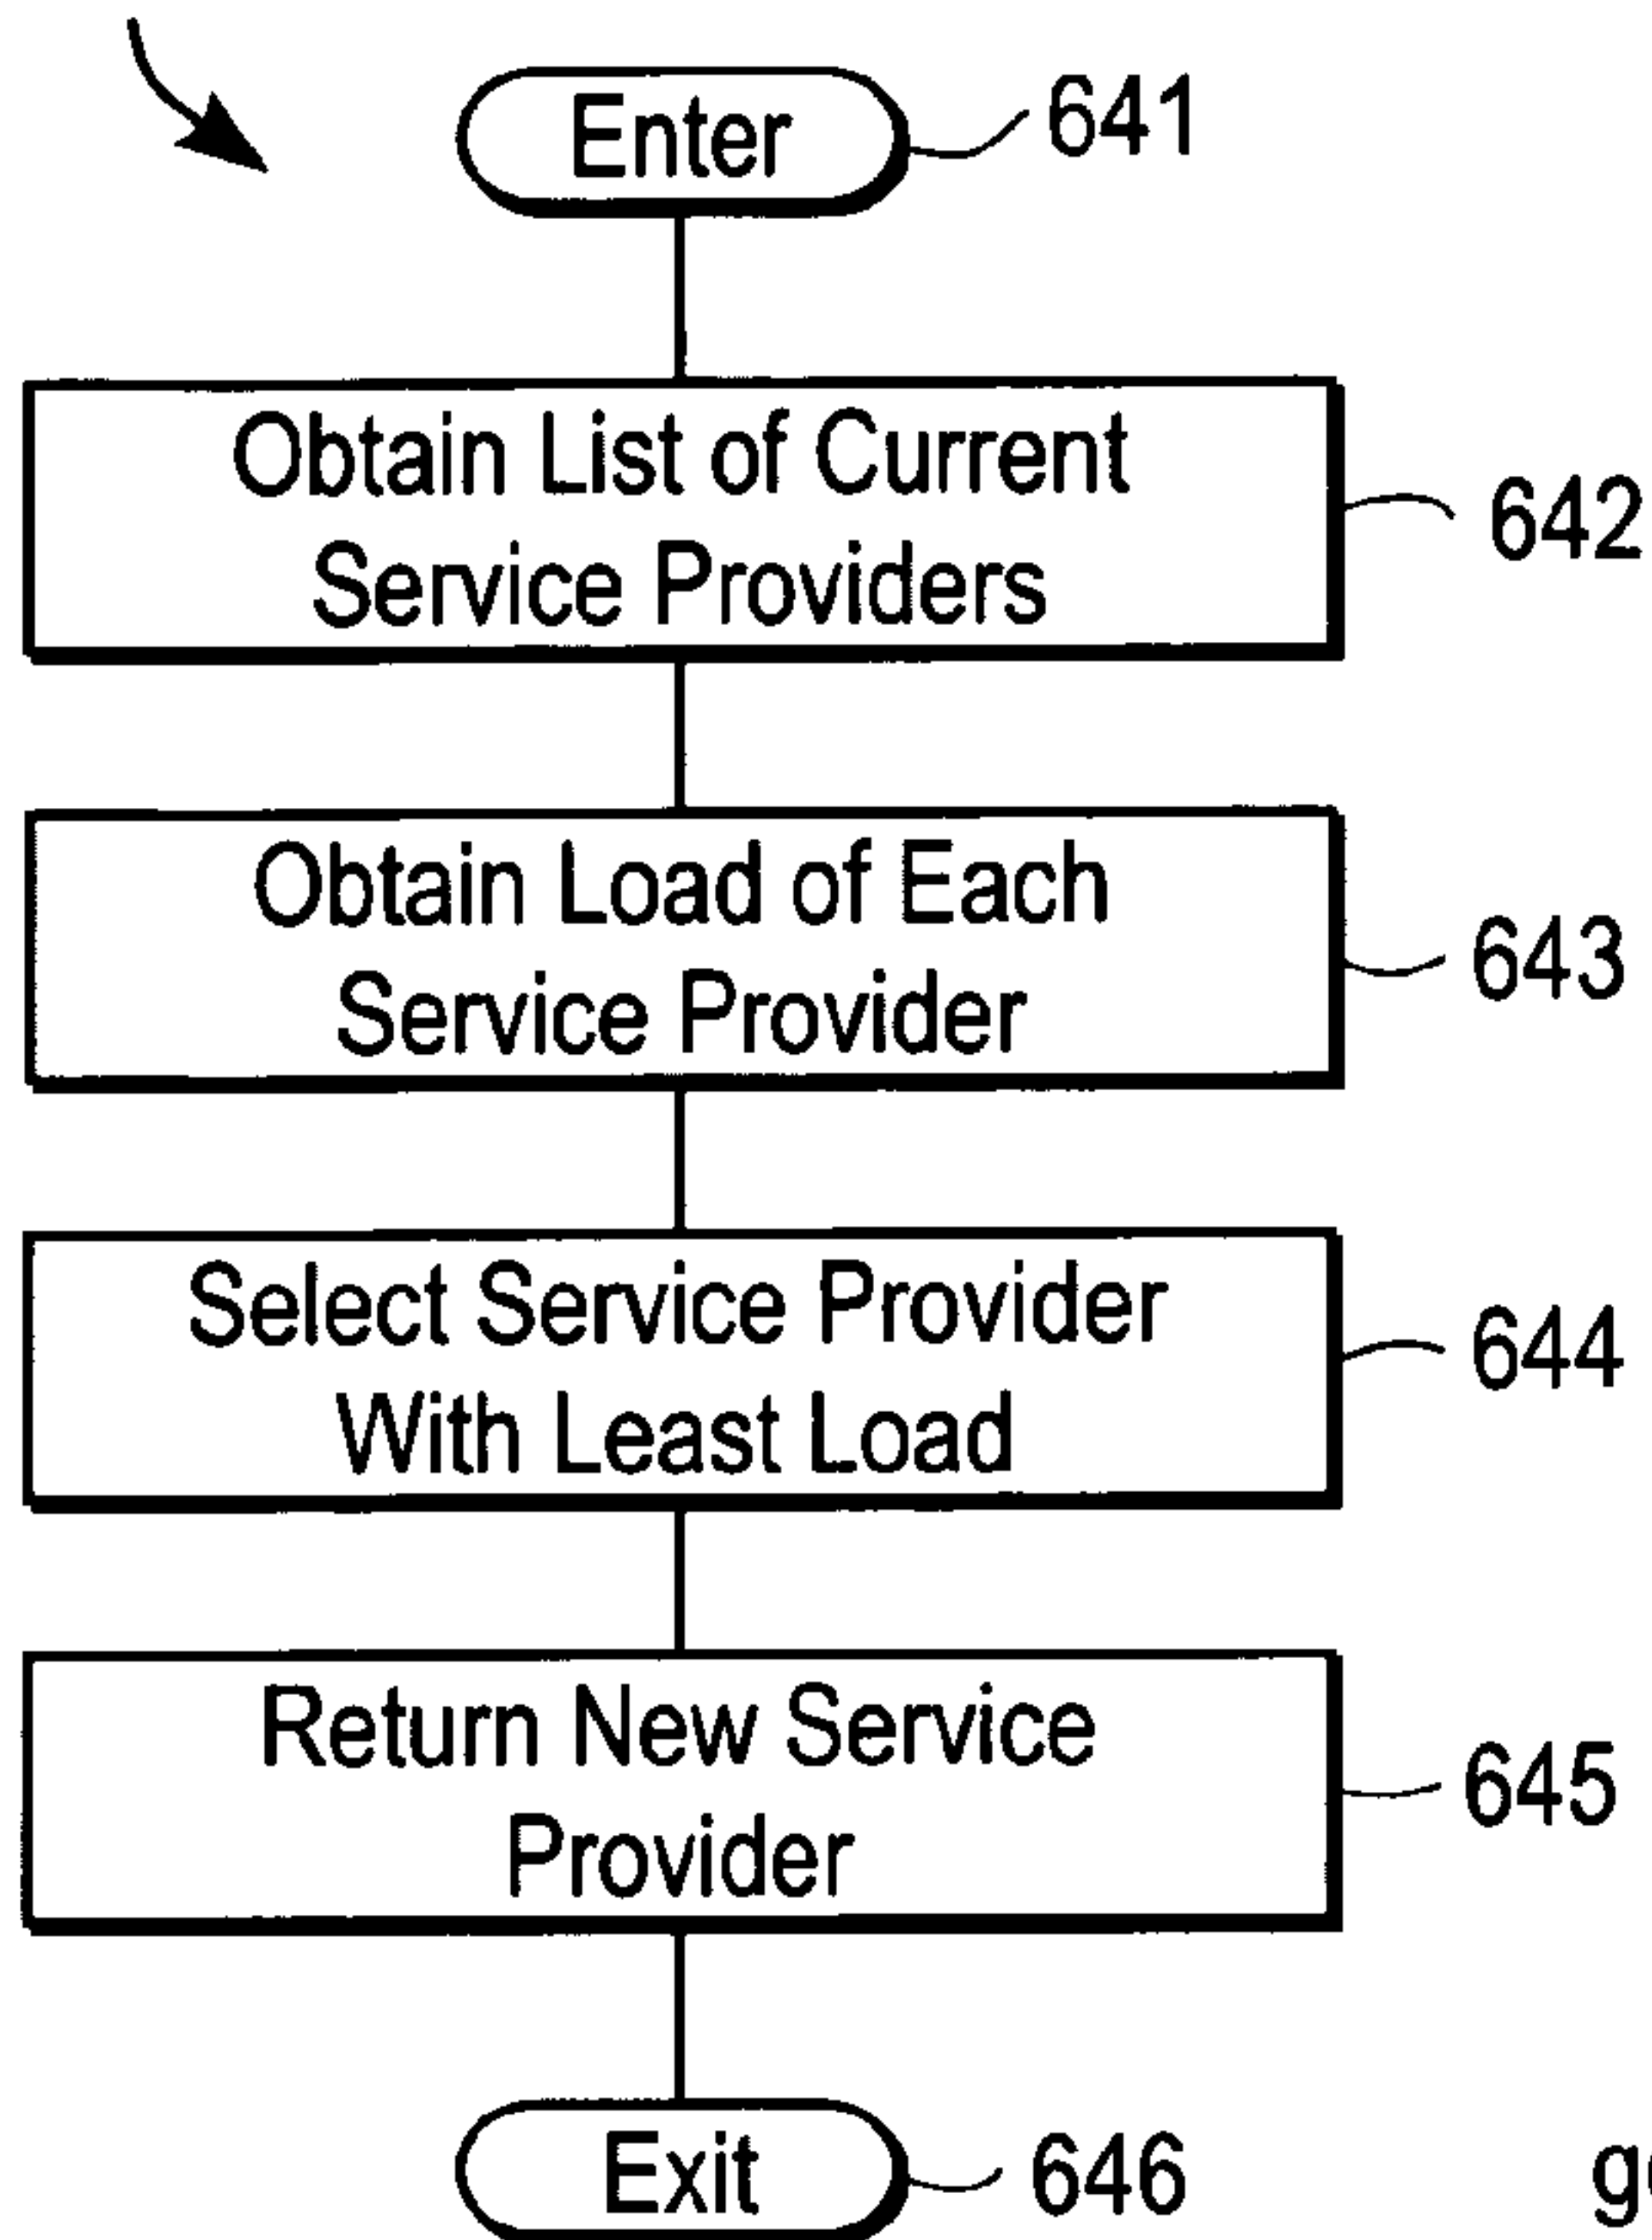 Enter
641
Obtain List of Current
Service Providers
642
Obtain Load of Each
Service Provider
643
Select Service Provider
With Least Load
644
Return New Service
Provider
645
Exit
646